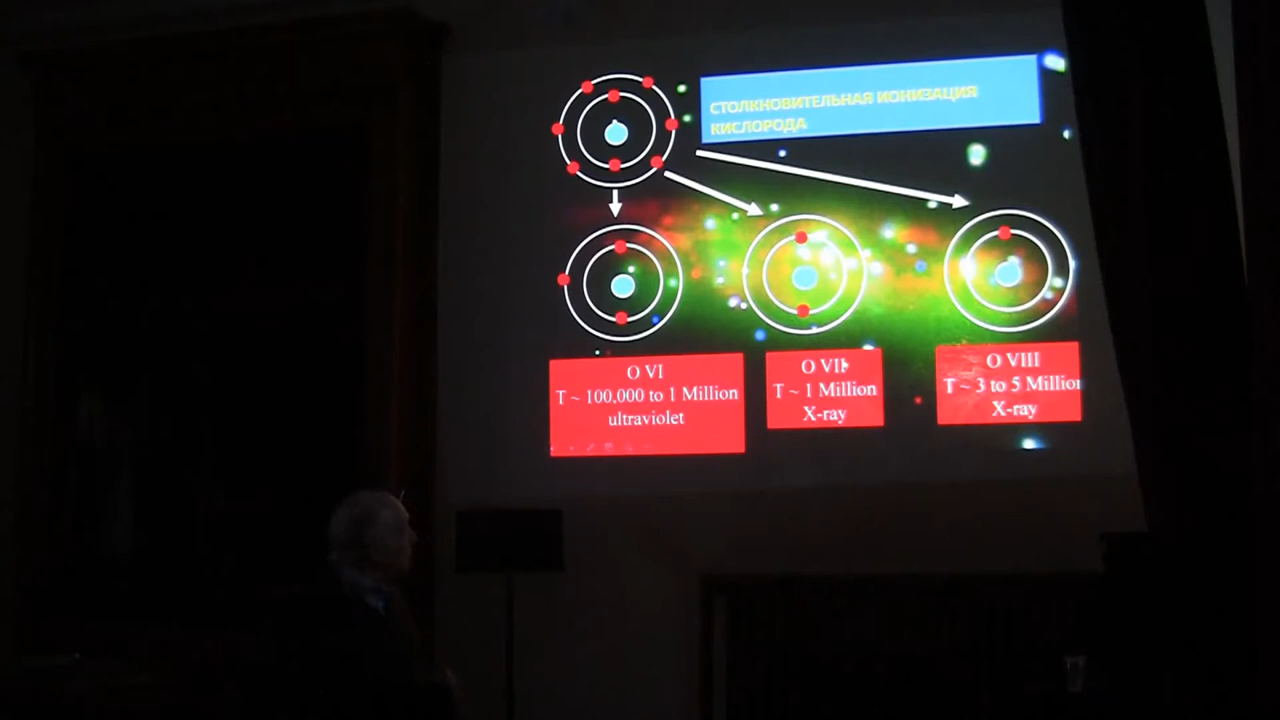 СТОЛКНОВИТЕЛЬНАЯ ИОНИЗАЦИЯ
КИСЛОРОДА
O VI
T ~ 100,000 to 1 Million
ultraviolet
O VII
T ~ 1 Million
X-ray
O VIII
T ~ 3 to 5 Million
X-ray